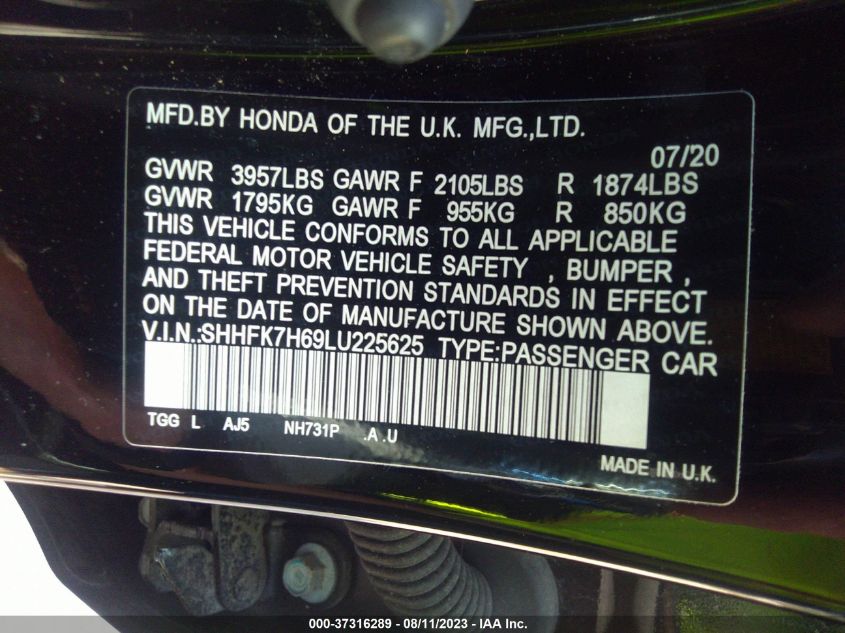 MFD.BY HONDA OF THE U.K. MFG.,LTD.
07/20
GVWR 3957LBS GAWR F 2105LBS R 1874LBS
GVWR 1795KG GAWR F 955KG R 850KG
THIS VEHICLE CONFORMS TO ALL APPLICABLE
FEDERAL MOTOR VEHICLE SAFETY , BUMPER ,
AND THEFT PREVENTION STANDARDS IN EFFECT
ON THE DATE OF MANUFACTURE SHOWN ABOVE.
V.I.N.:SHHFK7H69LU225625 TYPE:PASSENGER CAR
TGG L AJ5 NH731P .A .U
MADE IN U.K.
000-37316289 - 08/11/2023 - IAA Inc.